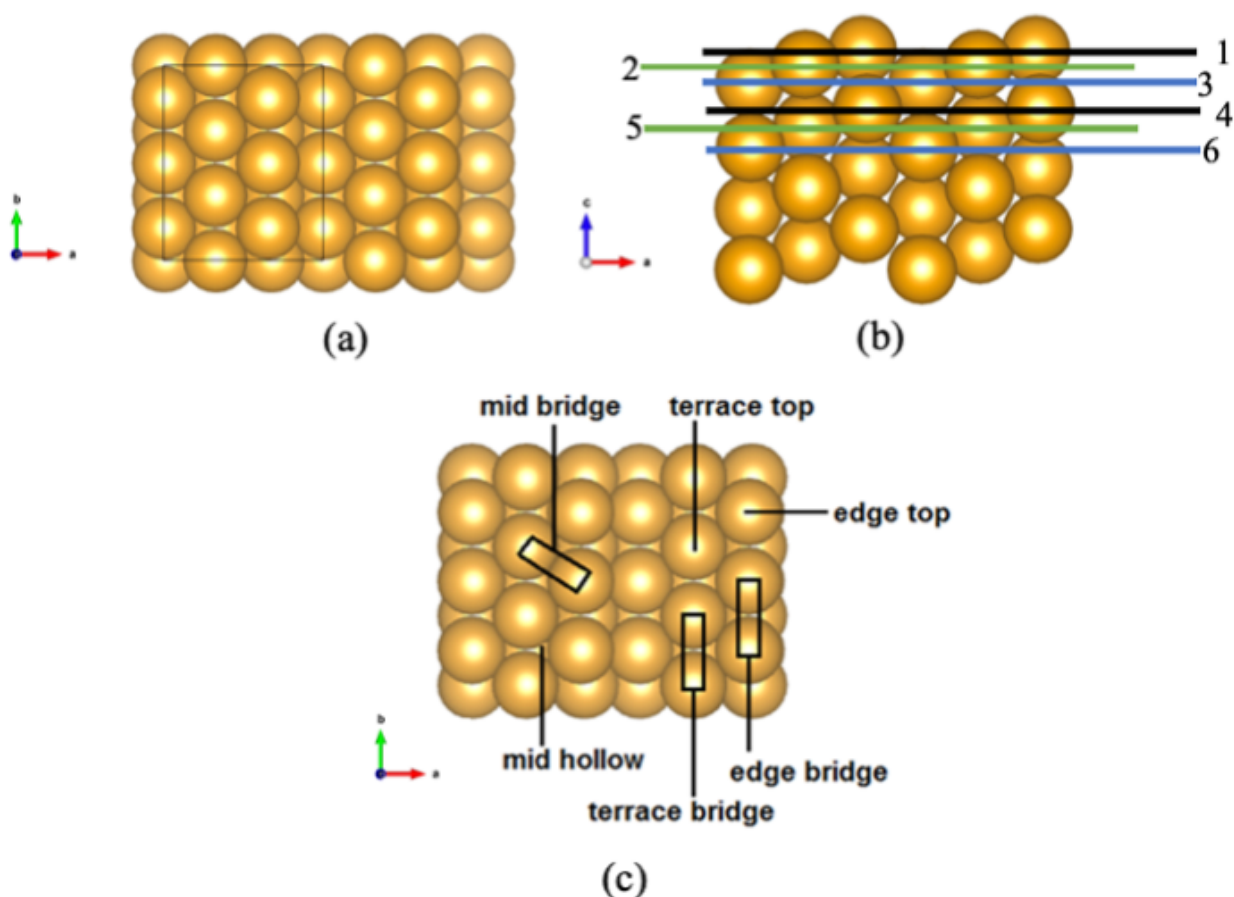 1
2
3
4
5
6
b
a
(a)
c
a
(b)
mid bridge
terrace top
edge top
mid hollow
edge bridge
terrace bridge
b
a
(c)